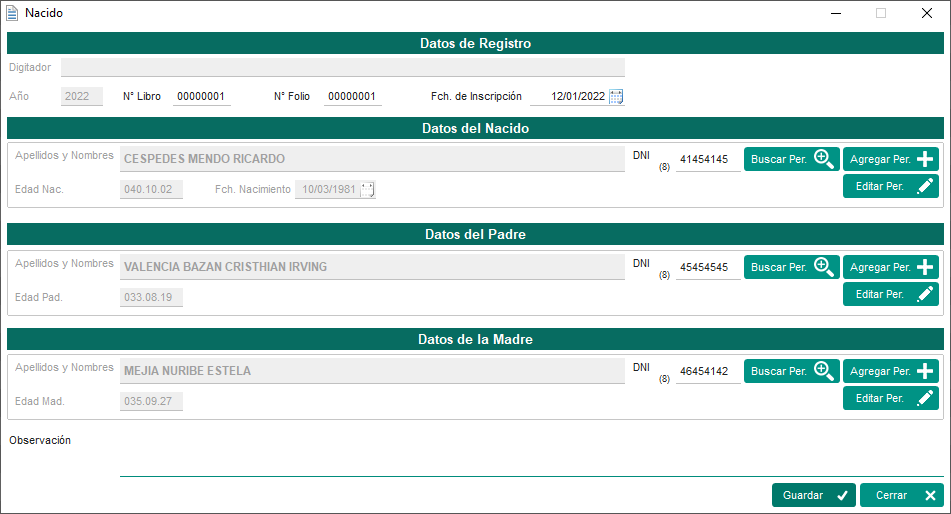 Nacido
Datos de Registro
Digitador
Año 2022 N° Libro 00000001 N° Folio 00000001 Fch. de Inscripción 12/01/2022
Datos del Nacido
Apellidos y Nombres CESPEDES MENDO RICARDO DNI (8) 41454145 Buscar Per. Agregar Per.
Edad Nac. 040.10.02 Fch. Nacimiento 10/03/1981 Editar Per.
Datos del Padre
Apellidos y Nombres VALENCIA BAZAN CRISTHIAN IRVING DNI (8) 45454545 Buscar Per. Agregar Per.
Edad Pad. 033.08.19 Editar Per.
Datos de la Madre
Apellidos y Nombres MEJIA NURIBE ESTELA DNI (8) 46454142 Buscar Per. Agregar Per.
Edad Mad. 035.09.27 Editar Per.
Observación
Guardar Cerrar